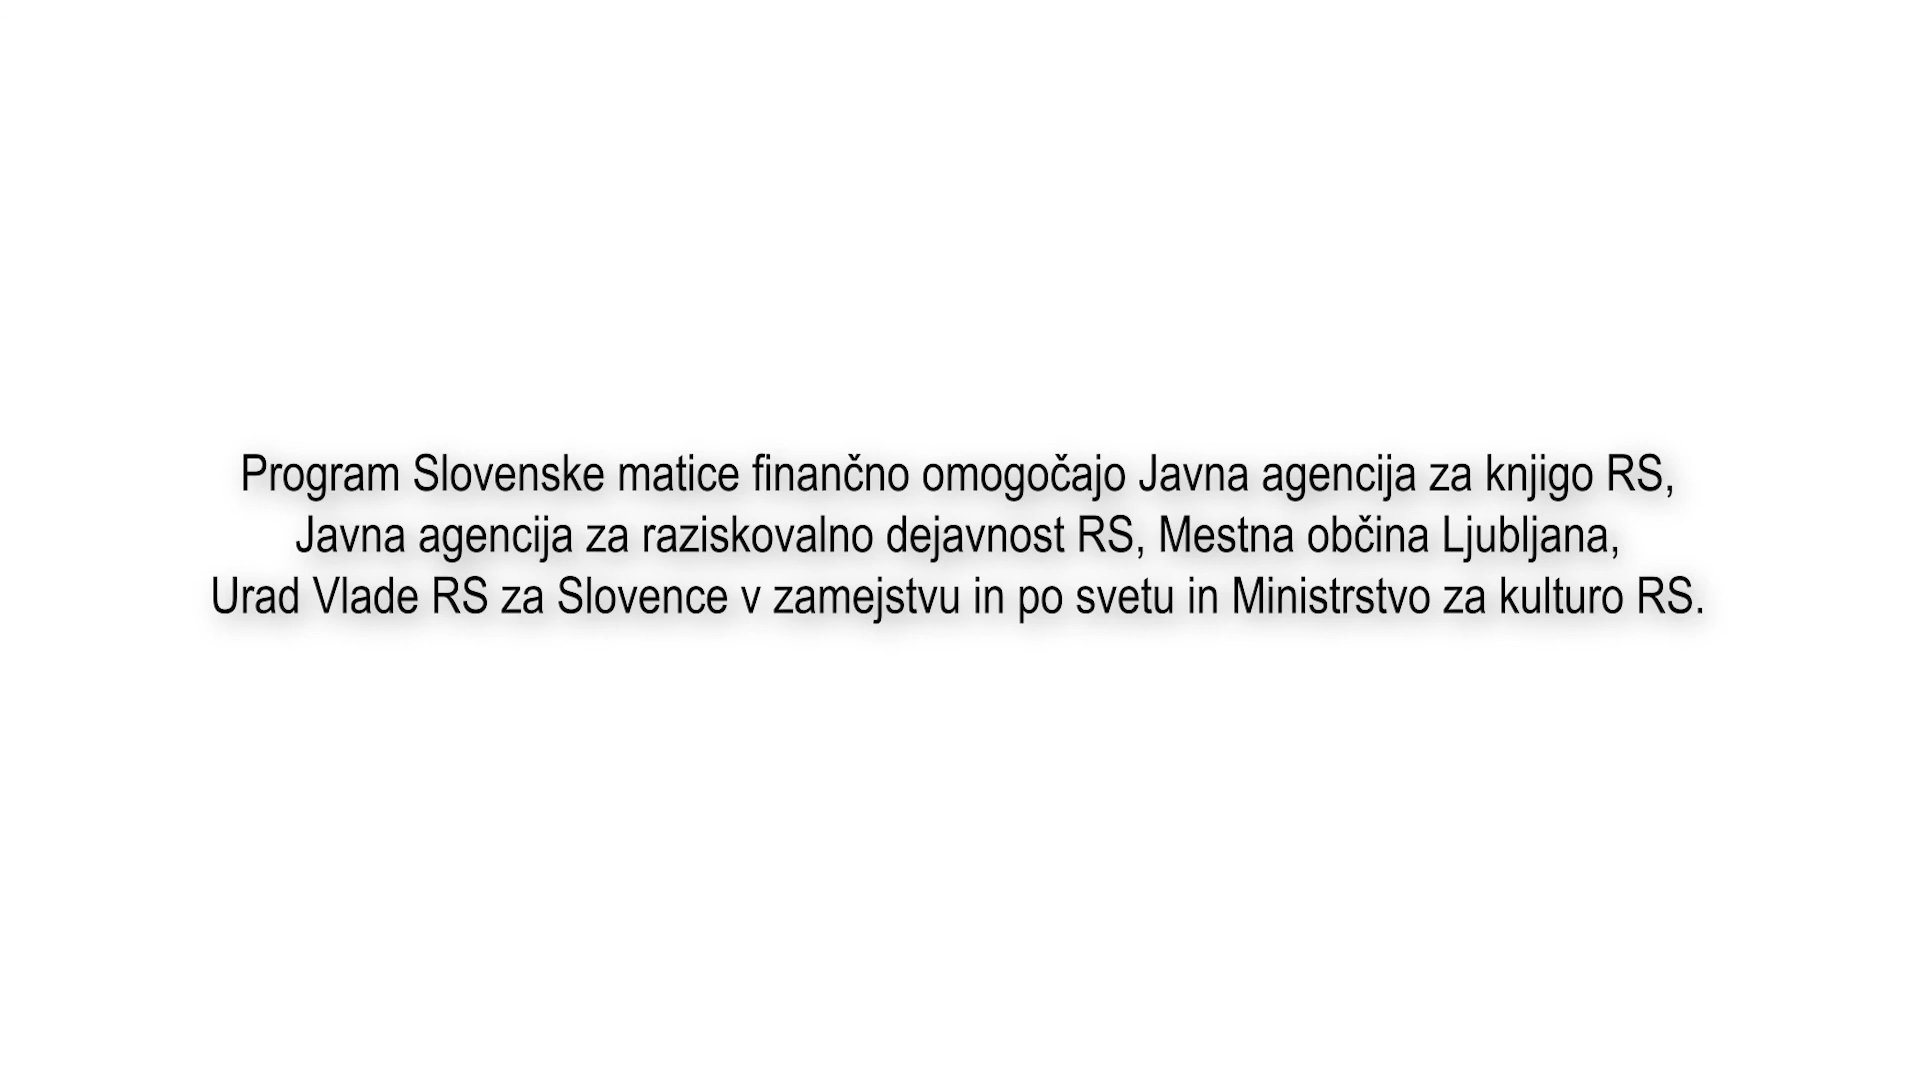 Program Slovenske matice finančno omogočajo Javna agencija za knjigo RS,
Javna agencija za raziskovalno dejavnost RS, Mestna občina Ljubljana,
Urad Vlade RS za Slovence v zamejstvu in po svetu in Ministrstvo za kulturo RS.